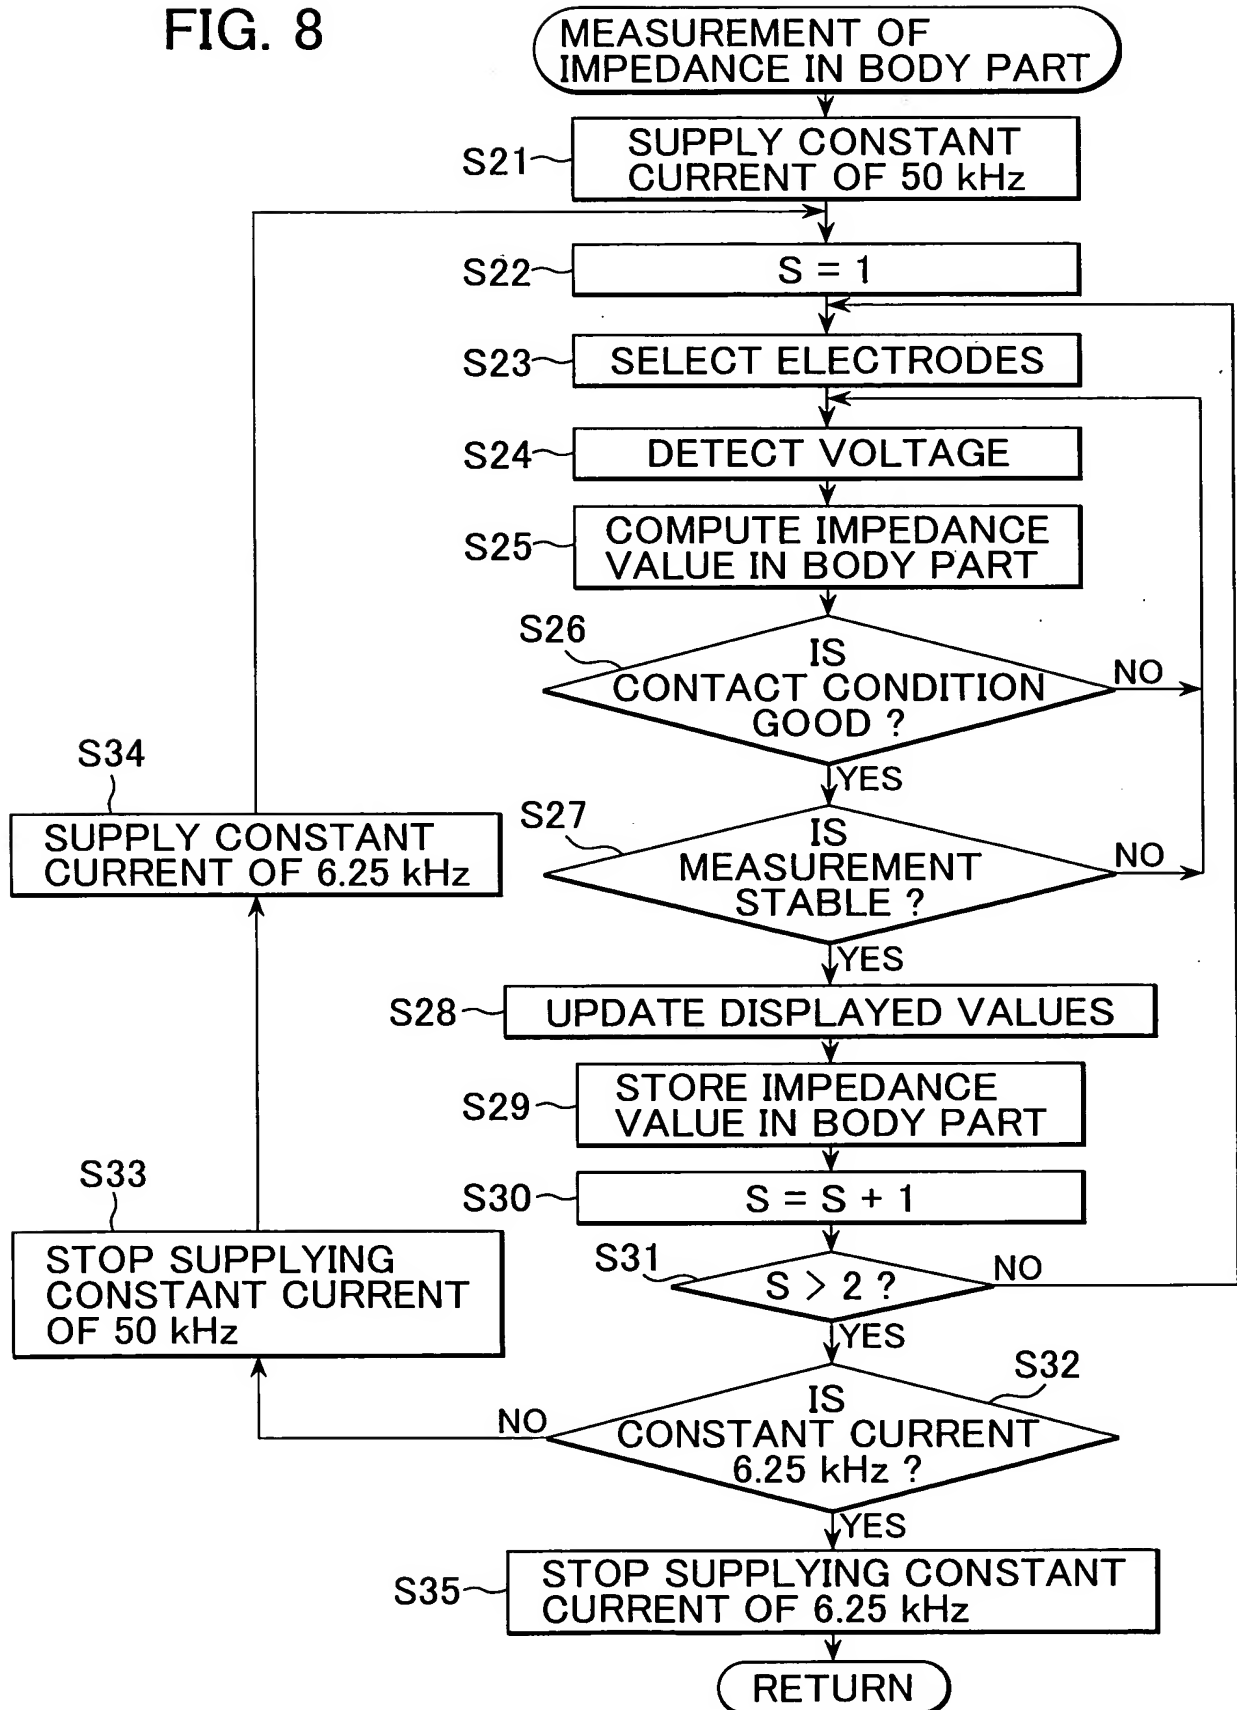 FIG. 8
MEASUREMENT OF
IMPEDANCE IN BODY PART
S21
SUPPLY CONSTANT
CURRENT OF 50 kHz
S22
S = 1
S23
SELECT ELECTRODES
S24
DETECT VOLTAGE
S25
COMPUTE IMPEDANCE
VALUE IN BODY PART
S26
IS
CONTACT CONDITION
GOOD ?
NO
YES
S27
IS
MEASUREMENT
STABLE ?
NO
YES
S28
UPDATE DISPLAYED VALUES
S29
STORE IMPEDANCE
VALUE IN BODY PART
S30
S = S + 1
S31
S > 2 ?
NO
YES
S32
IS
CONSTANT CURRENT
6.25 kHz ?
NO
YES
S33
STOP SUPPLYING
CONSTANT CURRENT
OF 50 kHz
S34
SUPPLY CONSTANT
CURRENT OF 6.25 kHz
S35
STOP SUPPLYING CONSTANT
CURRENT OF 6.25 kHz
RETURN